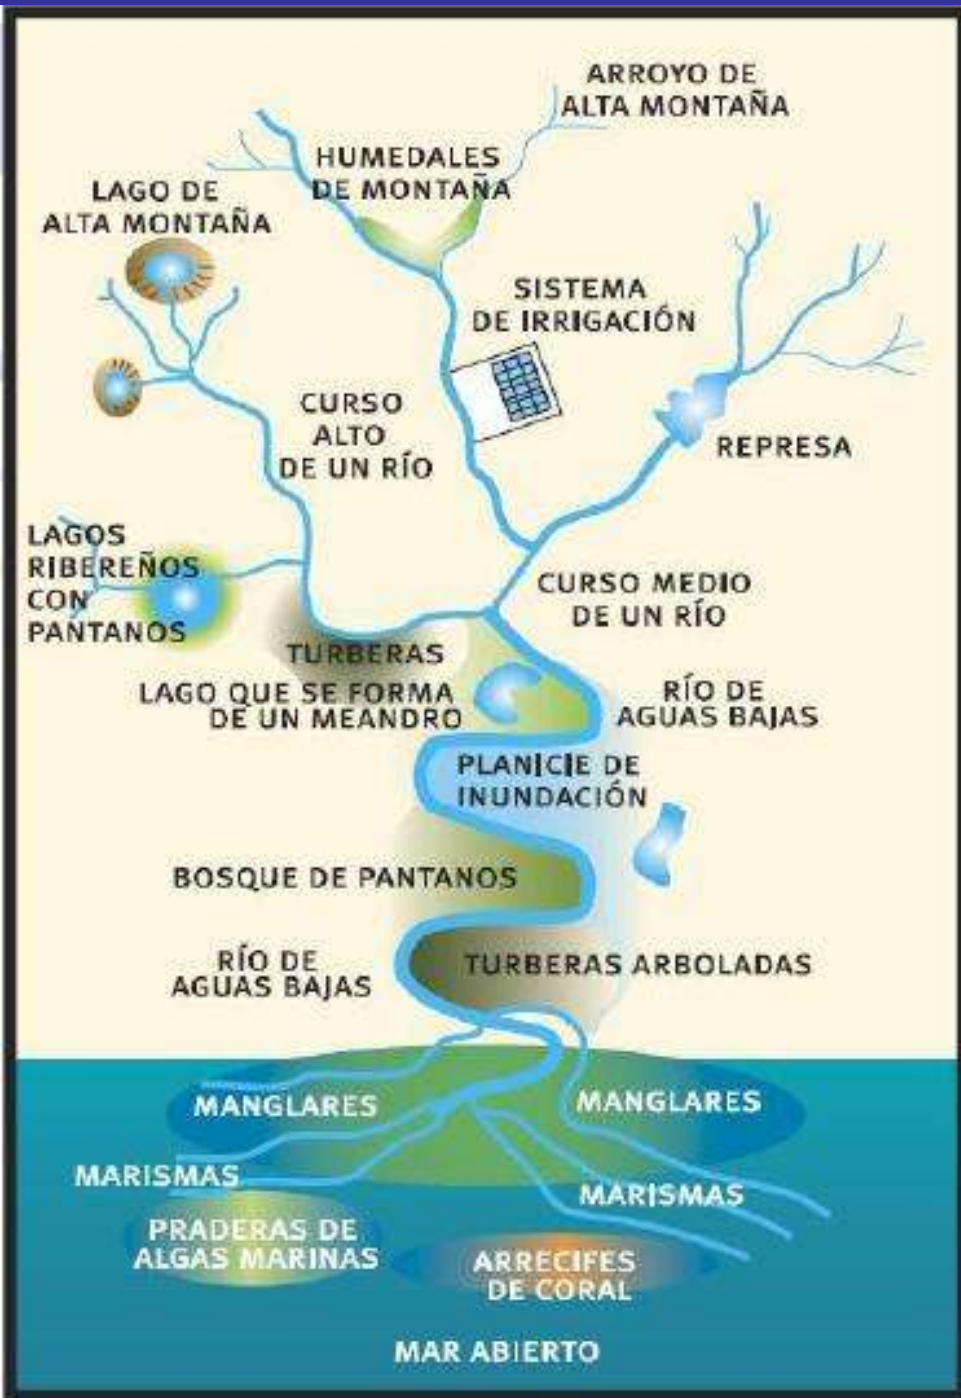 ARROYO DE
ALTA MONTAÑA
HUMEDALES
DE MONTAÑA
LAGO DE
ALTA MONTAÑA
SISTEMA
DE IRRIGACIÓN
CURSO
ALTO
DE UN RÍO
REPRESA
LAGOS
RIBEREÑOS
CON
PANTANOS
CURSO MEDIO
DE UN RÍO
TURBERAS
LAGO QUE SE FORMA
DE UN MEANDRO
RÍO DE
AGUAS BAJAS
PLANICIE DE
INUNDACIÓN
BOSQUE DE PANTANOS
RÍO DE
AGUAS BAJAS
TURBERAS ARBOLADAS
MANGLARES
MANGLARES
MARISMAS
MARISMAS
PRADERAS DE
ALGAS MARINAS
ARRECIFES
DE CORAL
MAR ABIERTO